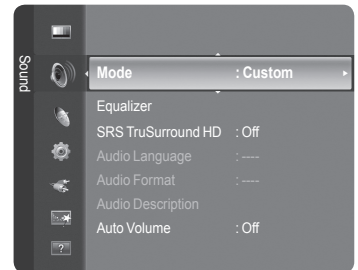 Sound
Mode : Custom
Equalizer
SRS TruSurround HD : Off
Audio Language : ----
Audio Format : ----
Audio Description
Auto Volume : Off
?